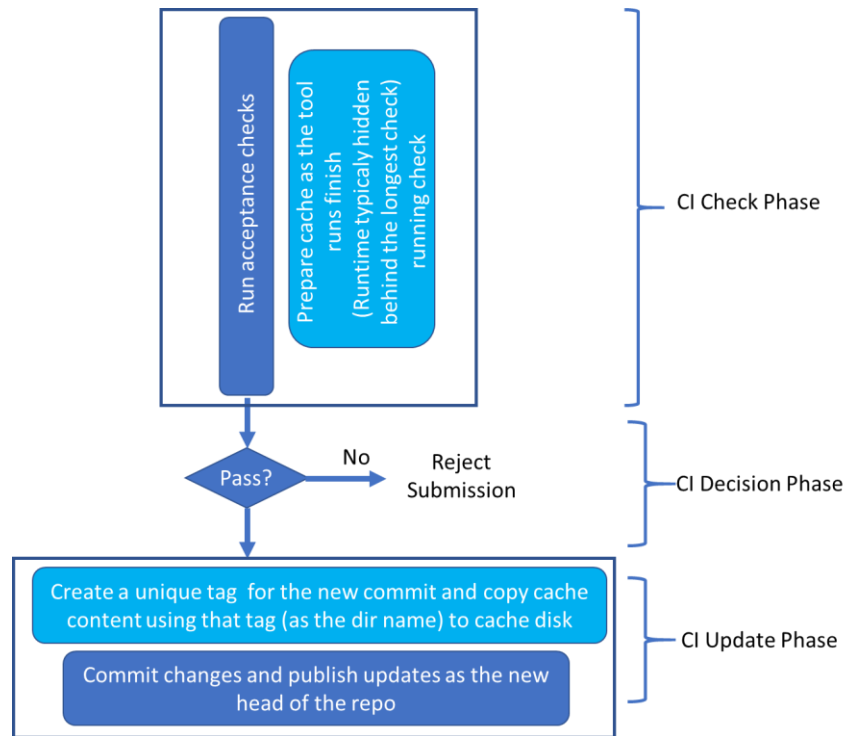 Run acceptance checks
Prepare cache as the tool
runs finish
(Runtime typicaly hidden
behind the longest check)
running check
CI Check Phase
Pass?
No
Reject
Submission
CI Decision Phase
Create a unique tag  for the new commit and copy cache
content using that tag (as the dir name) to cache disk
CI Update Phase
Commit changes and publish updates as the new
head of the repo